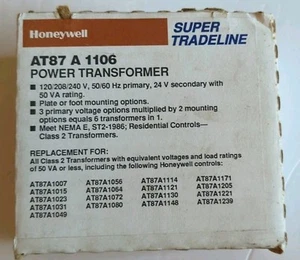 Honeywell
SUPER
TRADELINE
AT87 A 1106
POWER TRANSFORMER
■ 120/208/240 V, 50/60 Hz primary, 24 V secondary with
50 VA rating.
■ Plate or foot mounting options.
■ 3 primary voltage options multiplied by 2 mounting
options equals 6 transformers in 1.
■ Meet NEMA E, ST2-1986; Residential Controls—
Class 2 Transformers.
REPLACEMENT FOR:
All Class 2 Transformers with equivalent voltages and load ratings
of 50 VA or less, including the following Honeywell controls:
AT87A1007 AT87A1056 AT87A1114 AT87A1171
AT87A1015 AT87A1064 AT87A1121 AT87A1205
AT87A1023 AT87A1072 AT87A1130 AT87A1221
AT87A1031 AT87A1080 AT87A1148 AT87A1239
AT87A1049